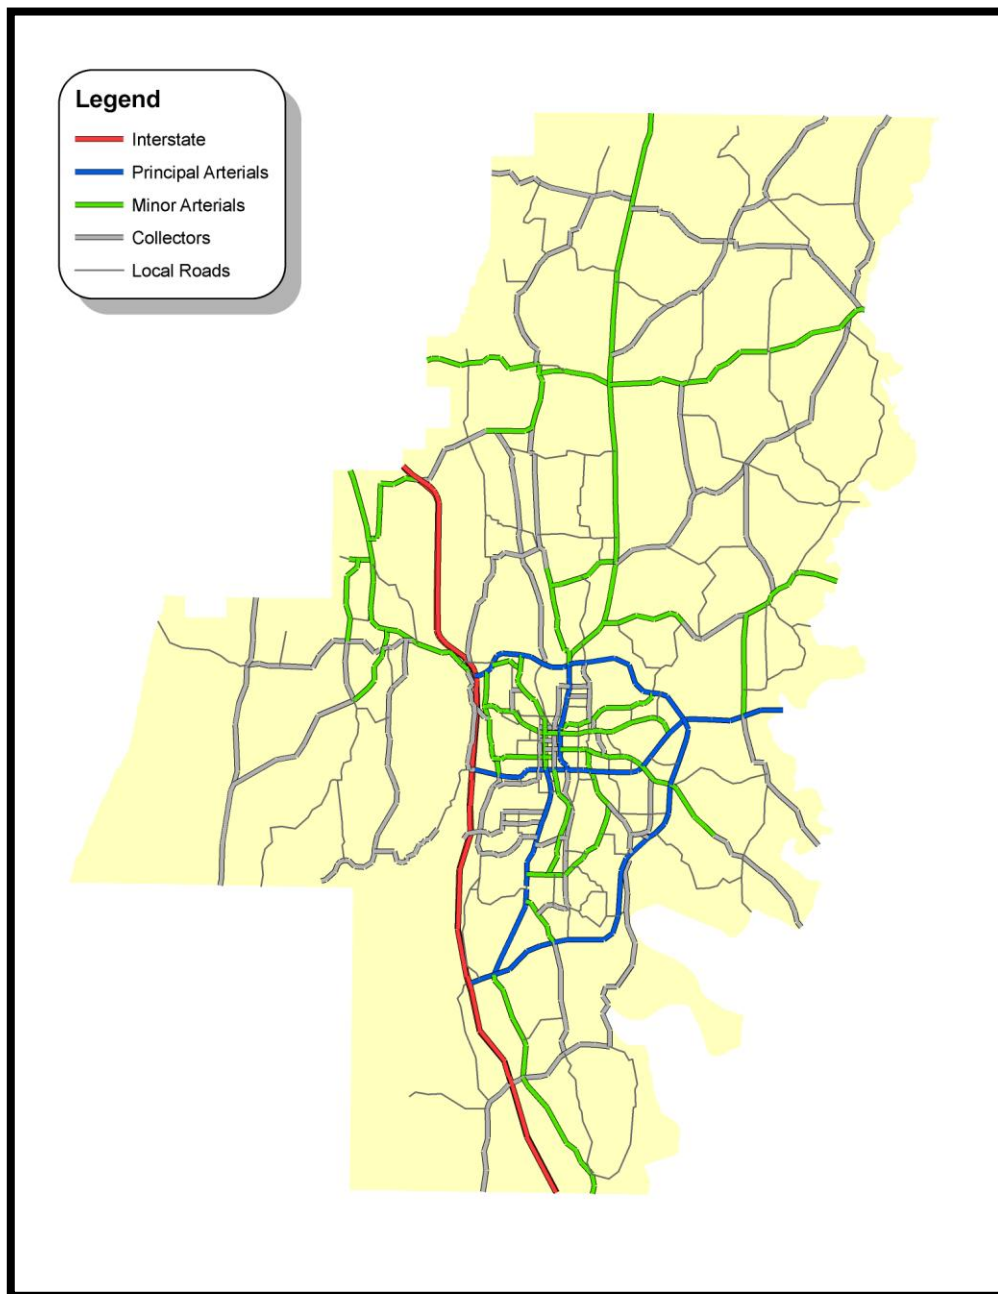 Legend
Interstate
Principal Arterials
Minor Arterials
Collectors
Local Roads